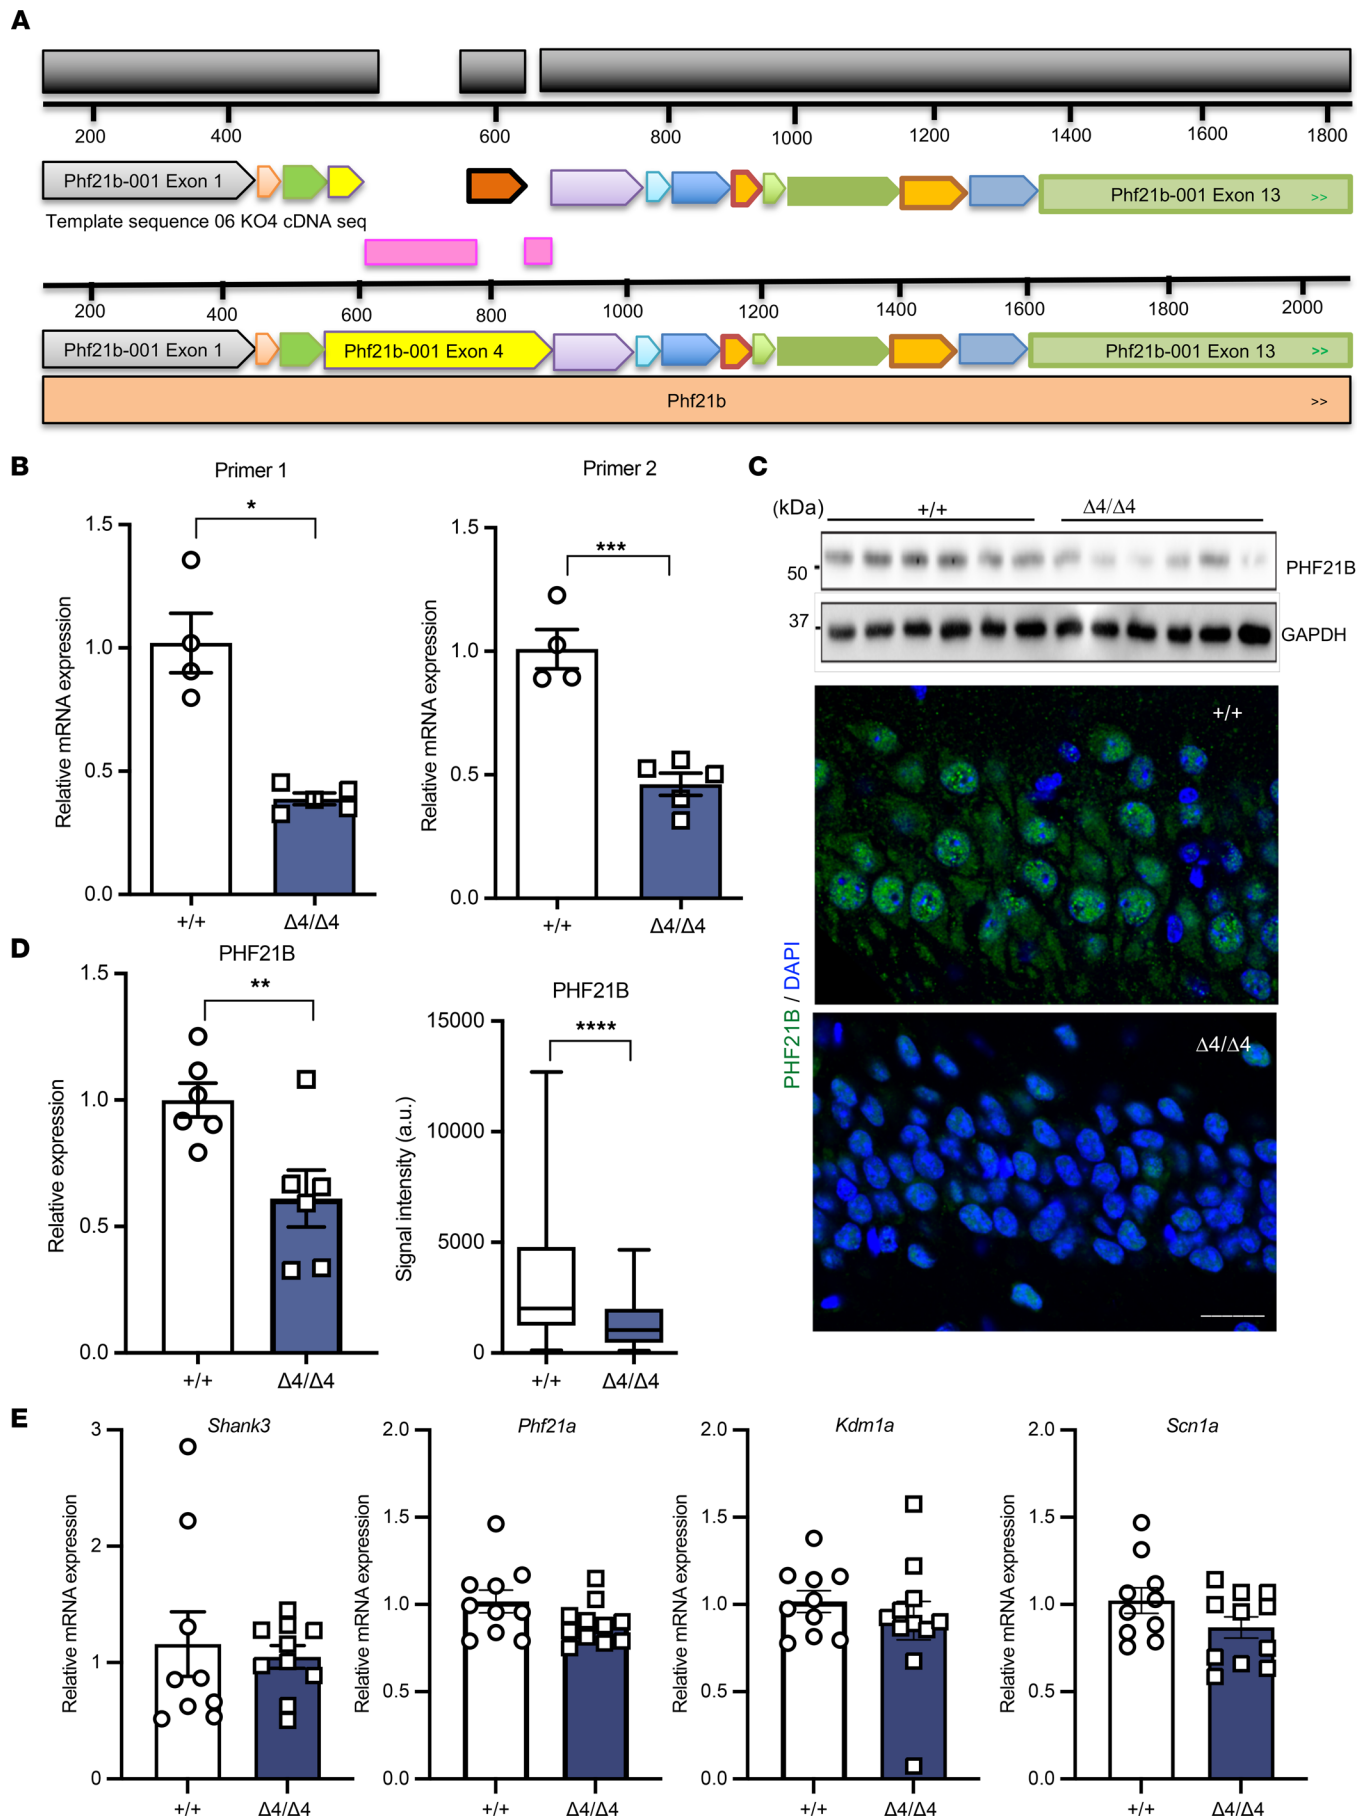 A
200 400 600 800 1000 1200 1400 1600 1800
Phf21b-001 Exon 1 Phf21b-001 Exon 13 >>
Template sequence 06 KO4 cDNA seq
200 400 600 800 1000 1200 1400 1600 1800 2000
Phf21b-001 Exon 1 Phf21b-001 Exon 4 Phf21b-001 Exon 13 >>
Phf21b >>
B
Primer 1
*
Relative mRNA expression
1.5
1.0
0.5
0.0
+/+ Δ4/Δ4
Primer 2
***
Relative mRNA expression
1.5
1.0
0.5
0.0
+/+ Δ4/Δ4
C
(kDa) +/+ Δ4/Δ4
50 PHF21B
37 GAPDH
PHF21B / DAPI
+/+
Δ4/Δ4
D
PHF21B
**
Relative expression
1.5
1.0
0.5
0.0
+/+ Δ4/Δ4
PHF21B
****
Signal intensity (a.u.)
15000
10000
5000
0
+/+ Δ4/Δ4
E
Shank3
Relative mRNA expression
3
2
1
0
+/+ Δ4/Δ4
Phf21a
Relative mRNA expression
2.0
1.5
1.0
0.5
0.0
+/+ Δ4/Δ4
Kdm1a
Relative mRNA expression
2.0
1.5
1.0
0.5
0.0
+/+ Δ4/Δ4
Scn1a
Relative mRNA expression
2.0
1.5
1.0
0.5
0.0
+/+ Δ4/Δ4